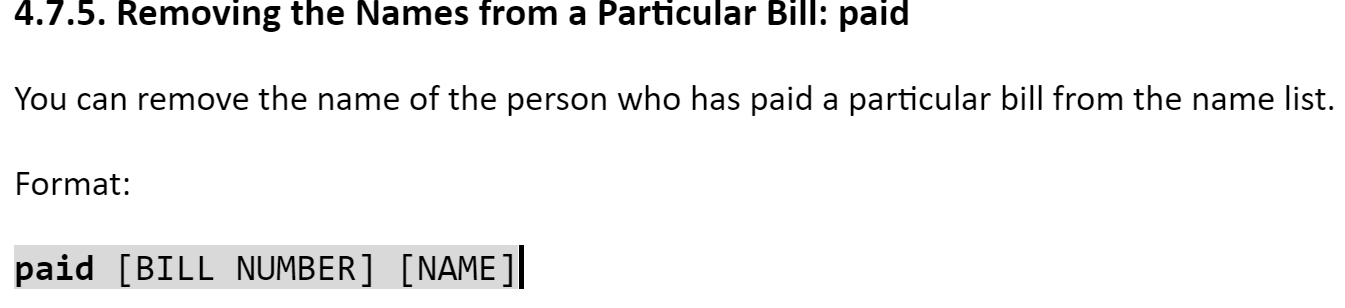 4.7.5. Removing the Names from a Particular Bill: paid
You can remove the name of the person who has paid a particular bill from the name list.
Format:
paid [BILL NUMBER] [NAME]